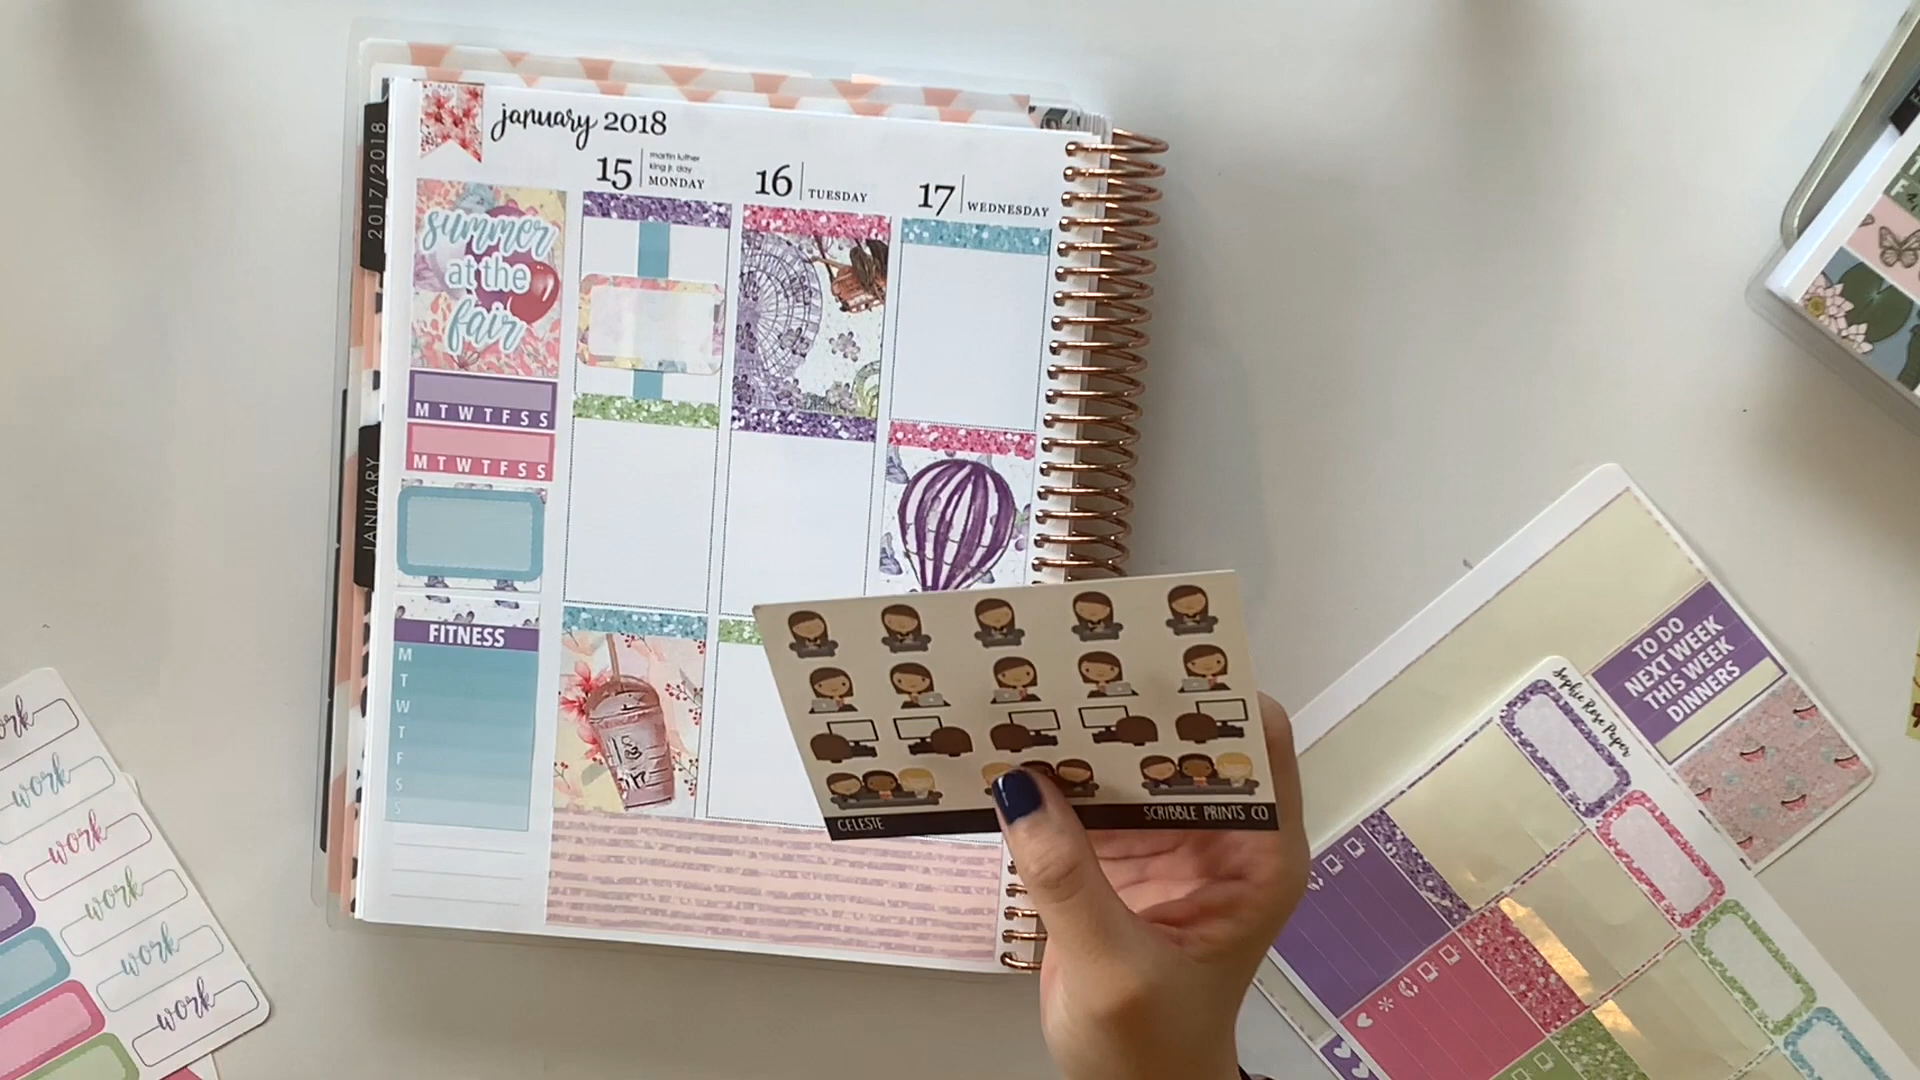 january 2018
15
martin luther
king jr. day
MONDAY
16 TUESDAY
17 WEDNESDAY
2017/2018
JANUARY
summer
at the
fair
M T W T F S S
M T W T F S S
FITNESS
M
T
W
T
F
S
S
CELESTE
SCRIBBLE PRINTS CO
work
work
work
work
work
TO DO
NEXT WEEK
THIS WEEK
DINNERS
Sophie Rose Paper